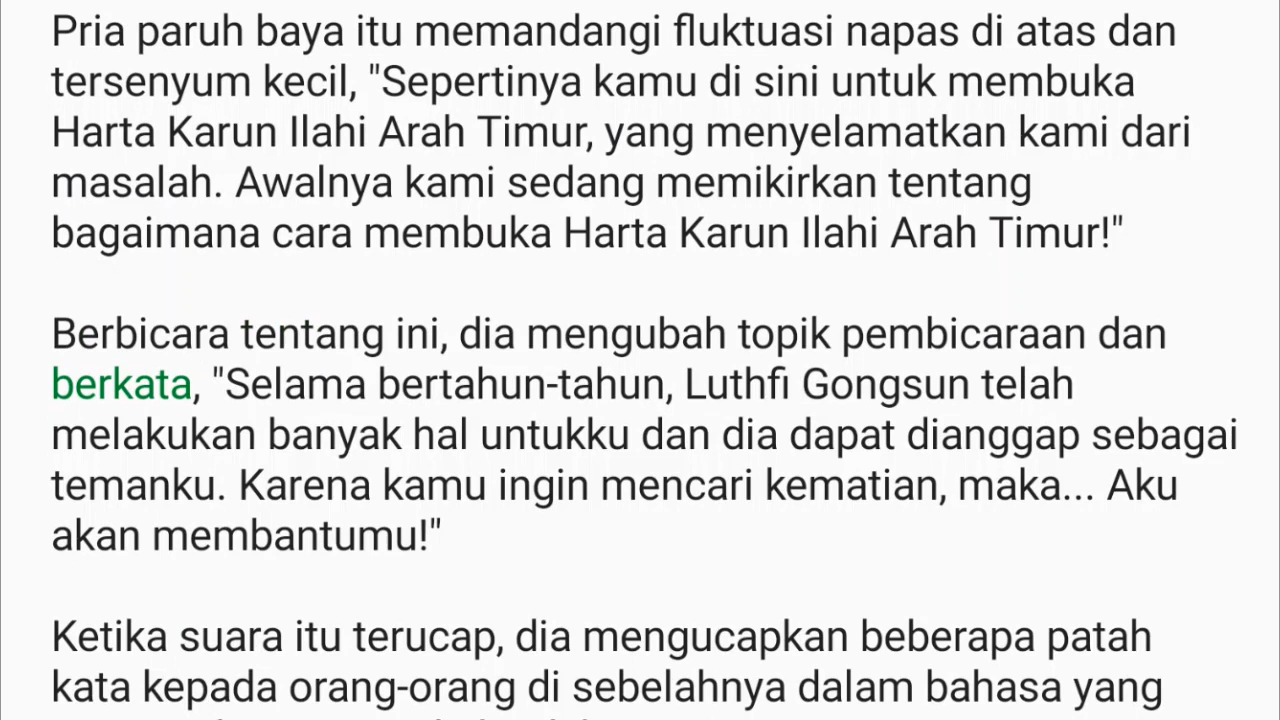 Pria paruh baya itu memandangi fluktuasi napas di atas dan
tersenyum kecil, "Sepertinya kamu di sini untuk membuka
Harta Karun Ilahi Arah Timur, yang menyelamatkan kami dari
masalah. Awalnya kami sedang memikirkan tentang
bagaimana cara membuka Harta Karun Ilahi Arah Timur!"
Berbicara tentang ini, dia mengubah topik pembicaraan dan
berkata, "Selama bertahun-tahun, Luthfi Gongsun telah
melakukan banyak hal untukku dan dia dapat dianggap sebagai
temanku. Karena kamu ingin mencari kematian, maka... Aku
akan membantumu!"
Ketika suara itu terucap, dia mengucapkan beberapa patah
kata kepada orang-orang di sebelahnya dalam bahasa yang